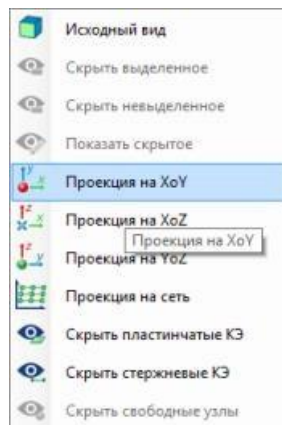 Исходный вид
Скрыть выделенное
Скрыть невыделенное
Показать скрытое
Проекция на XoY
Проекция на XoZ
Проекция на XoY
Проекция на YoZ
Проекция на сеть
Скрыть пластинчатые КЭ
Скрыть стержневые КЭ
Скрыть свободные узлы